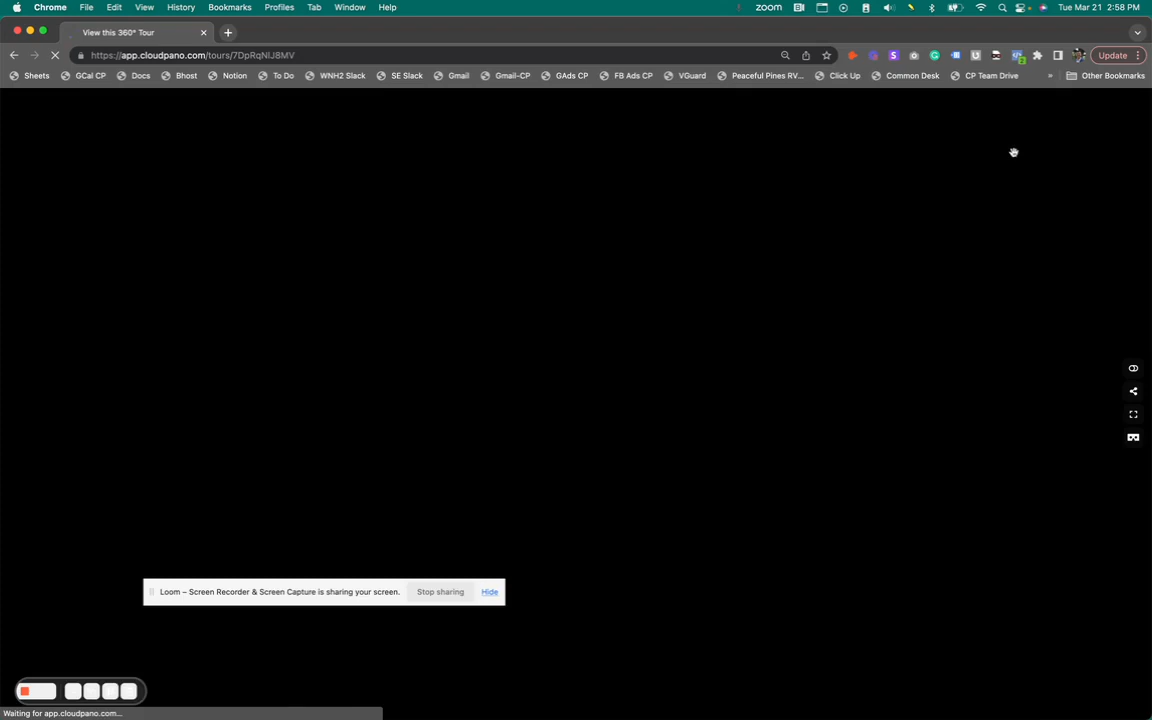 Chrome File Edit View History Bookmarks Profiles Tab Window Help zoom Tue Mar 21 2:58 PM
View this 360° Tour
https://app.cloudpano.com/tours/7DpRqNlJ8MV Update
Sheets GCal CP Docs Bhost Notion To Do WNH2 Slack SE Slack Gmail Gmail-CP GAds CP FB Ads CP VGuard Peaceful Pines RV... Click Up Common Desk CP Team Drive » Other Bookmarks
Loom – Screen Recorder & Screen Capture is sharing your screen. Stop sharing Hide
Waiting for app.cloudpano.com...